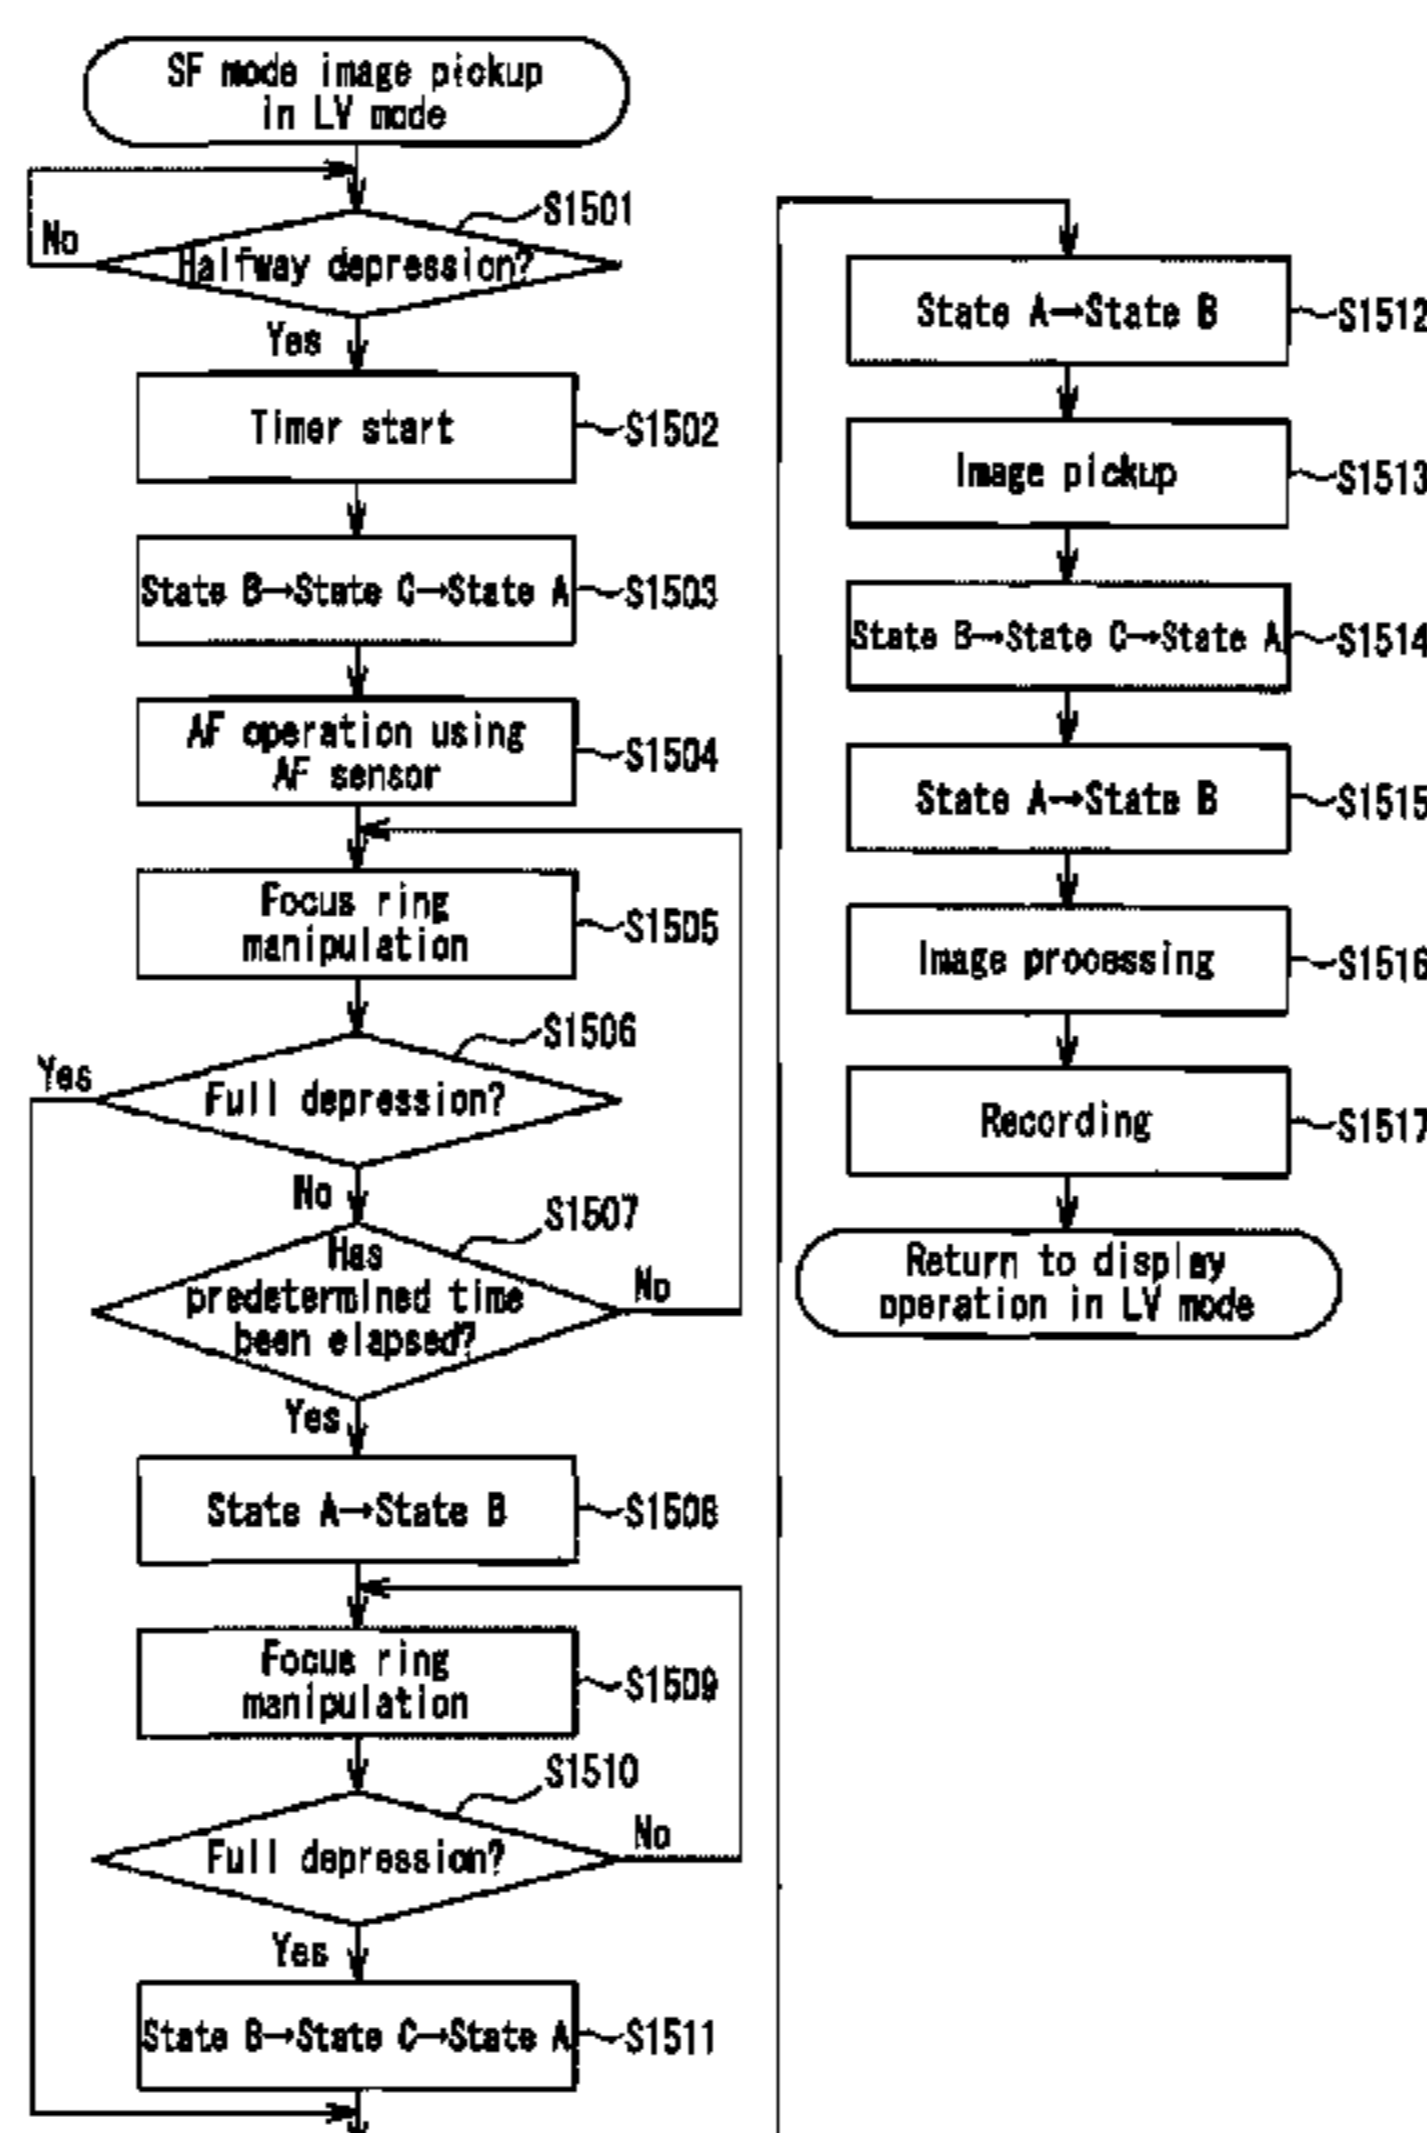 SF mode image pickup
in LV mode
S1501
No
Halfway depression?
Yes
Timer start
S1502
State B→State C→State A
S1503
AF operation using
AF sensor
S1504
Focus ring
manipulation
S1505
S1506
Yes
Full depression?
No
S1507
Has
predetermined time
been elapsed?
No
Yes
State A→State B
S1508
Focus ring
manipulation
S1509
S1510
Full depression?
No
Yes
State B→State C→State A
S1511
State A→State B
S1512
Image pickup
S1513
State B→State C→State A
S1514
State A→State B
S1515
Image processing
S1516
Recording
S1517
Return to display
operation in LV mode